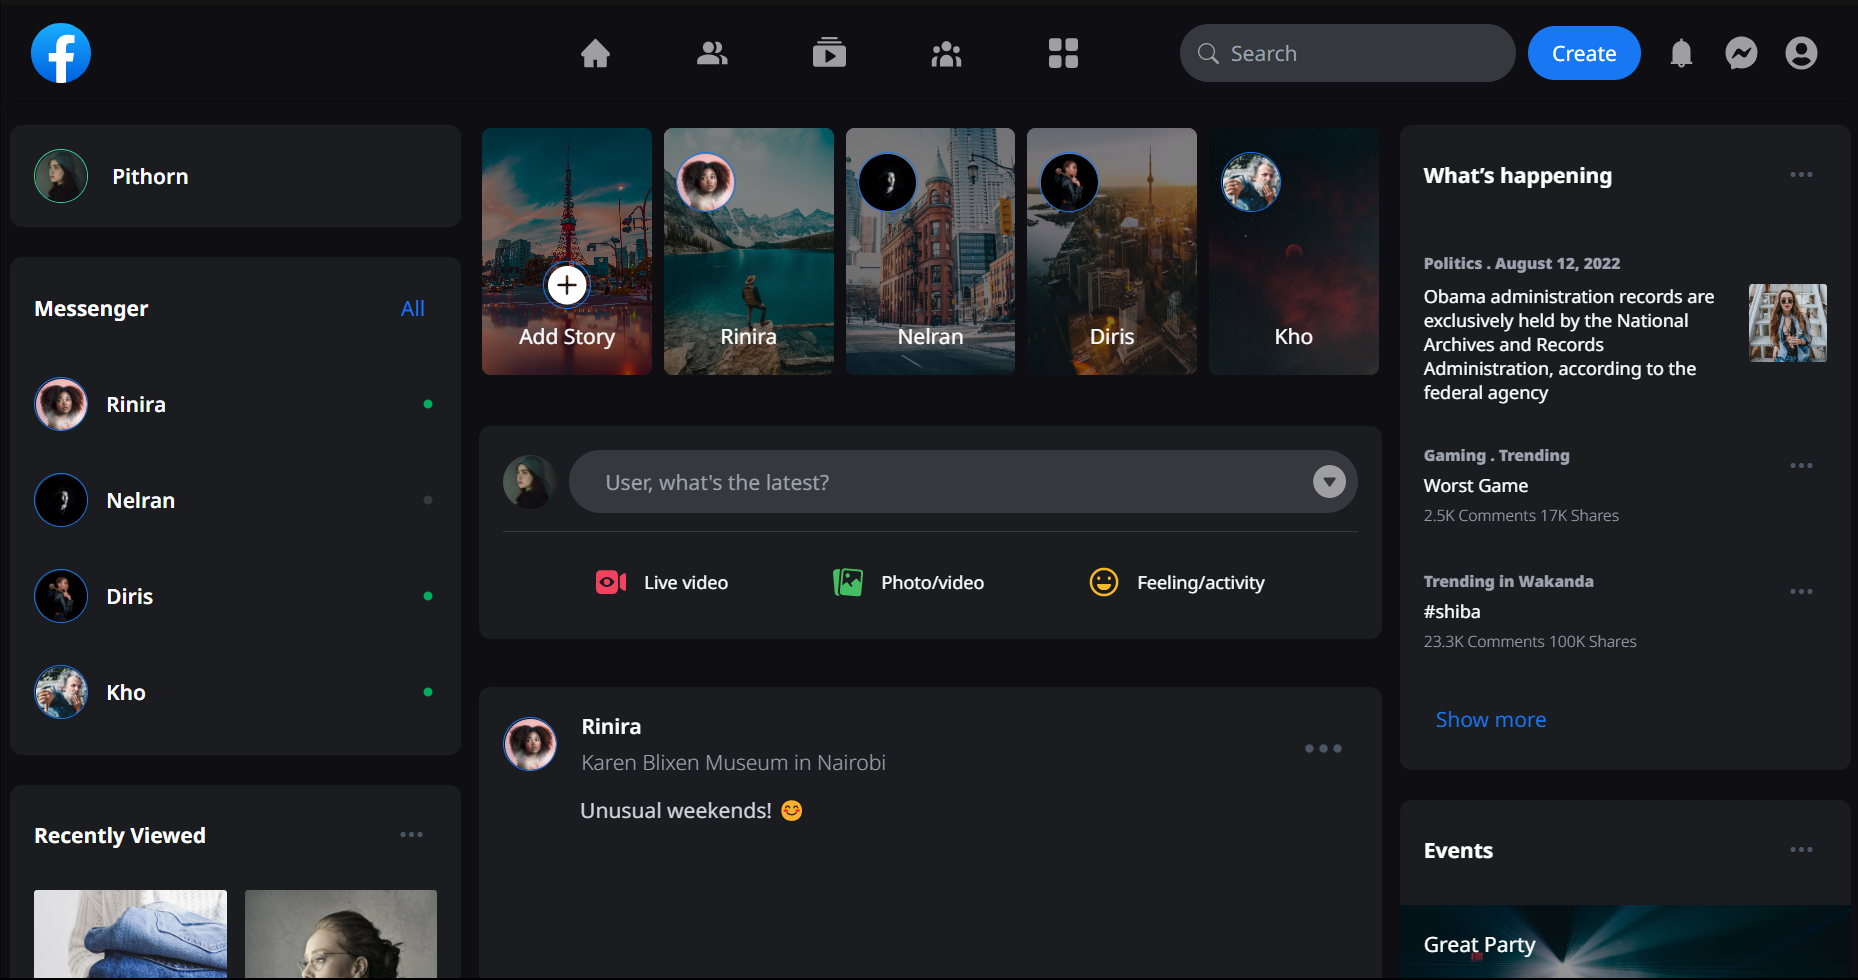 Search
Create
Pithorn
Messenger
All
Rinira
Nelran
Diris
Kho
Recently Viewed
Add Story
Rinira
Nelran
Diris
Kho
User, what's the latest?
Live video
Photo/video
Feeling/activity
Rinira
Karen Blixen Museum in Nairobi
Unusual weekends! 😊
What’s happening
Politics . August 12, 2022
Obama administration records are
exclusively held by the National
Archives and Records
Administration, according to the
federal agency
Gaming . Trending
Worst Game
2.5K Comments 17K Shares
Trending in Wakanda
#shiba
23.3K Comments 100K Shares
Show more
Events
Great Party